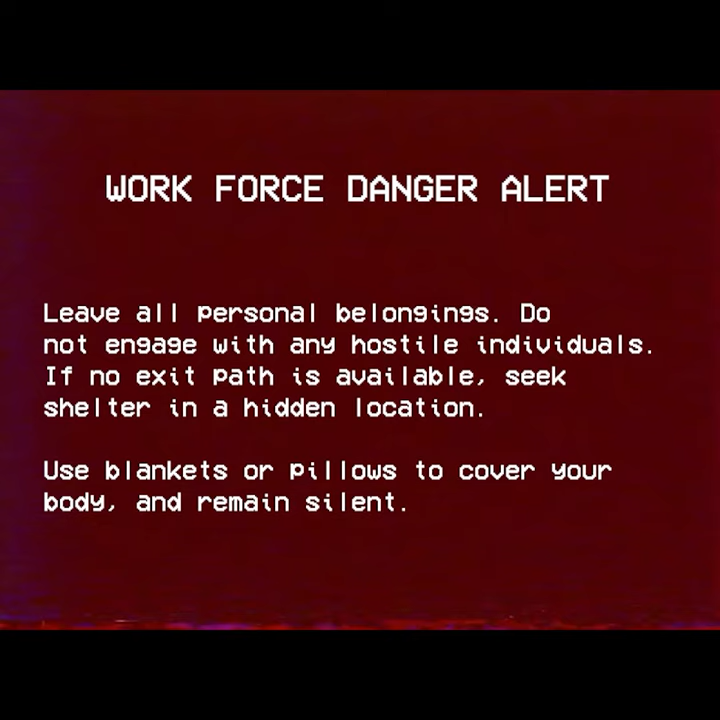 WORK FORCE DANGER ALERT
Leave all personal belongings. Do
not engage with any hostile individuals.
If no exit path is available, seek
shelter in a hidden location.
Use blankets or pillows to cover your
body, and remain silent.